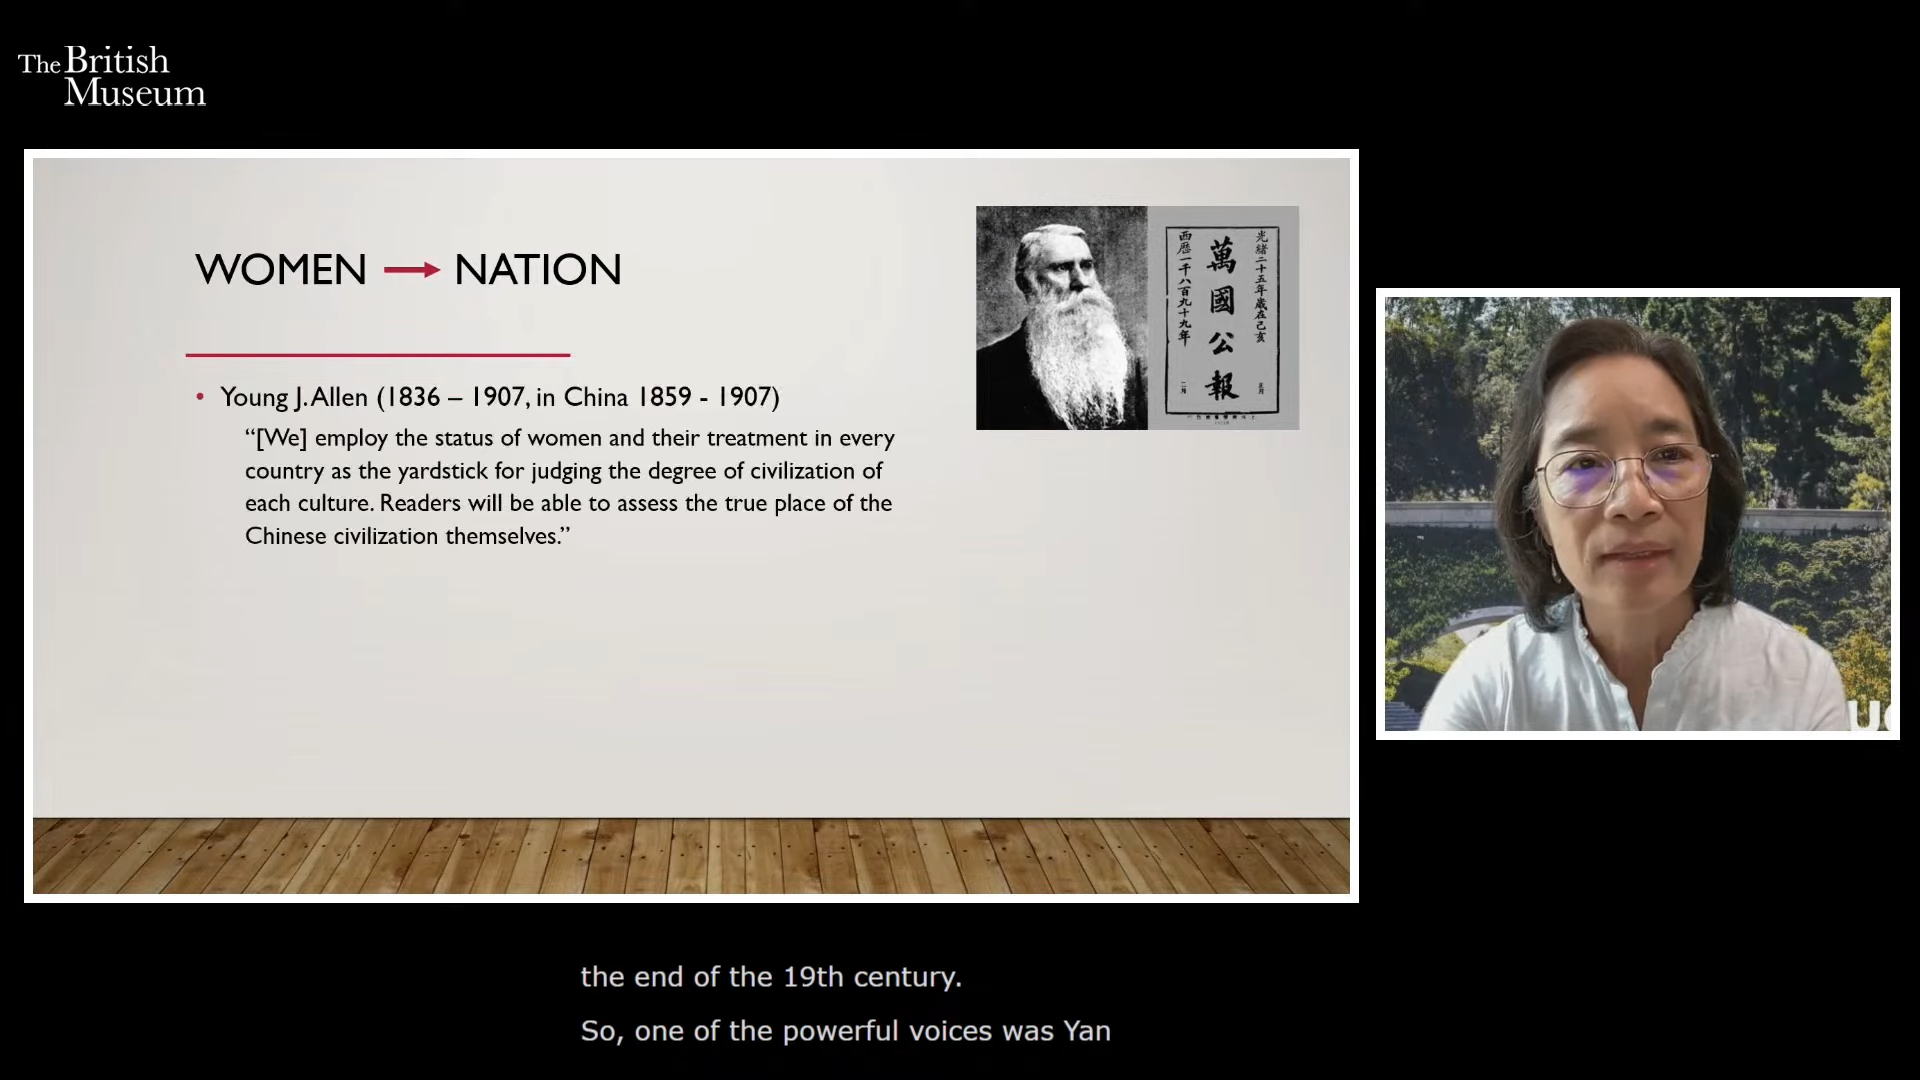 The British
Museum
WOMEN → NATION
• Young J. Allen (1836 – 1907, in China 1859 - 1907)
“[We] employ the status of women and their treatment in every
country as the yardstick for judging the degree of civilization of
each culture. Readers will be able to assess the true place of the
Chinese civilization themselves.”
光緒二十五年歲在己亥
正月
萬國公報
西歷一千八百九十九年
二月
the end of the 19th century.
So, one of the powerful voices was Yan